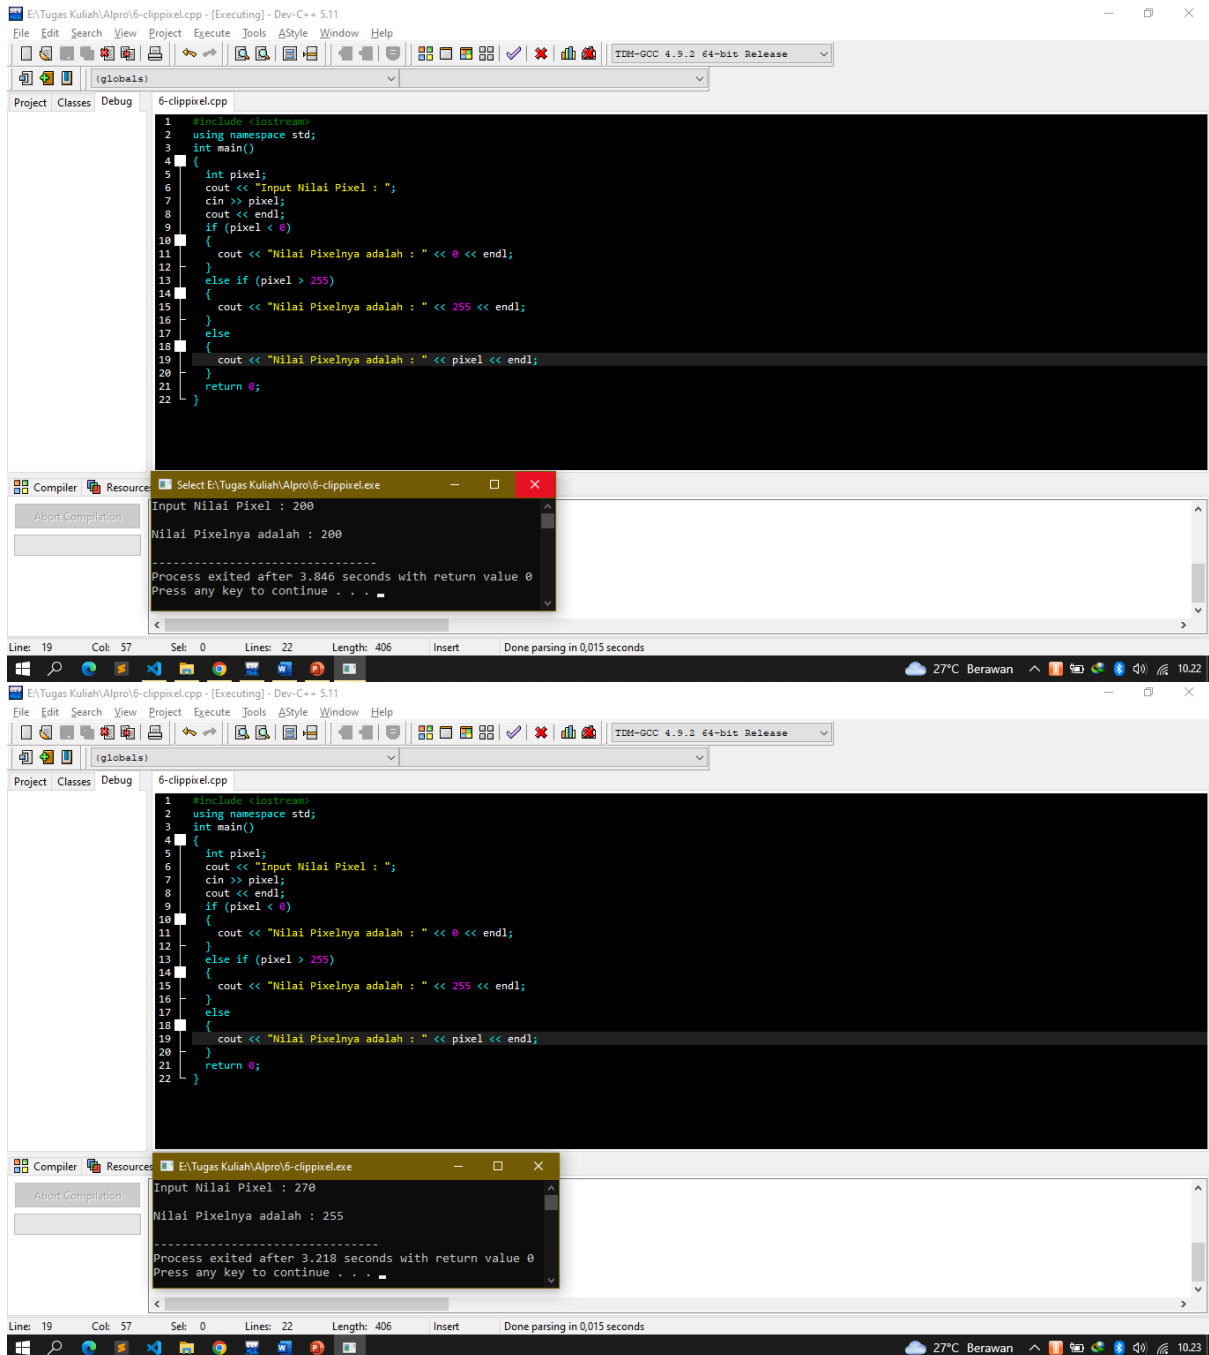 E:\Tugas Kuliah\Alpro\6-clippixel.cpp - [Executing] - Dev-C++ 5.11
File Edit Search View Project Execute Tools AStyle Window Help
TDM-GCC 4.9.2 64-bit Release
(globals)
Project Classes Debug 6-clippixel.cpp
1 #include <iostream>
2 using namespace std;
3 int main()
4 {
5 int pixel;
6 cout << "Input Nilai Pixel : ";
7 cin >> pixel;
8 cout << endl;
9 if (pixel < 0)
10 {
11 cout << "Nilai Pixelnya adalah : " << 0 << endl;
12 }
13 else if (pixel > 255)
14 {
15 cout << "Nilai Pixelnya adalah : " << 255 << endl;
16 }
17 else
18 {
19 cout << "Nilai Pixelnya adalah : " << pixel << endl;
20 }
21 return 0;
22 }
Compiler Resources
Abort Compilation
Select E:\Tugas Kuliah\Alpro\6-clippixel.exe
Input Nilai Pixel : 200
Nilai Pixelnya adalah : 200
--------------------------------
Process exited after 3.846 seconds with return value 0
Press any key to continue . . .
Line: 19 Col: 57 Sel: 0 Lines: 22 Length: 406 Insert Done parsing in 0,015 seconds
27°C Berawan 10.22
E:\Tugas Kuliah\Alpro\6-clippixel.cpp - [Executing] - Dev-C++ 5.11
File Edit Search View Project Execute Tools AStyle Window Help
TDM-GCC 4.9.2 64-bit Release
(globals)
Project Classes Debug 6-clippixel.cpp
1 #include <iostream>
2 using namespace std;
3 int main()
4 {
5 int pixel;
6 cout << "Input Nilai Pixel : ";
7 cin >> pixel;
8 cout << endl;
9 if (pixel < 0)
10 {
11 cout << "Nilai Pixelnya adalah : " << 0 << endl;
12 }
13 else if (pixel > 255)
14 {
15 cout << "Nilai Pixelnya adalah : " << 255 << endl;
16 }
17 else
18 {
19 cout << "Nilai Pixelnya adalah : " << pixel << endl;
20 }
21 return 0;
22 }
Compiler Resources
Abort Compilation
E:\Tugas Kuliah\Alpro\6-clippixel.exe
Input Nilai Pixel : 270
Nilai Pixelnya adalah : 255
--------------------------------
Process exited after 3.218 seconds with return value 0
Press any key to continue . . .
Line: 19 Col: 57 Sel: 0 Lines: 22 Length: 406 Insert Done parsing in 0,015 seconds
27°C Berawan 10.23